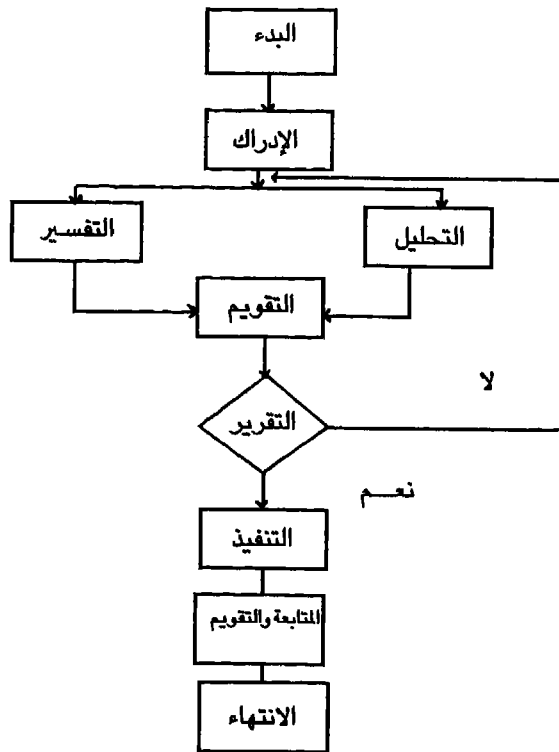 البدء
الإدراك
التحليل
التفسير
التقويم
لا
التقرير
نعم
التنفيذ
المتابعة والتقويم
الانتهاء